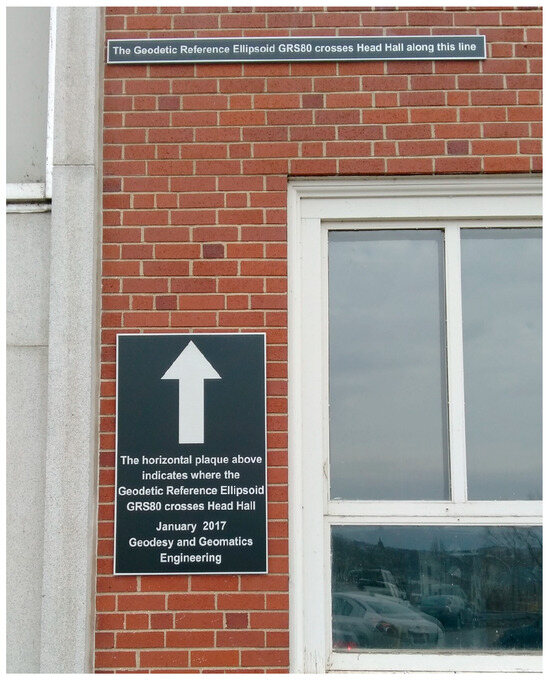 The Geodetic Reference Ellipsoid GRS80 crosses Head Hall along this line
The horizontal plaque above
indicates where the
Geodetic Reference Ellipsoid
GRS80 crosses Head Hall
January 2017
Geodesy and Geomatics
Engineering